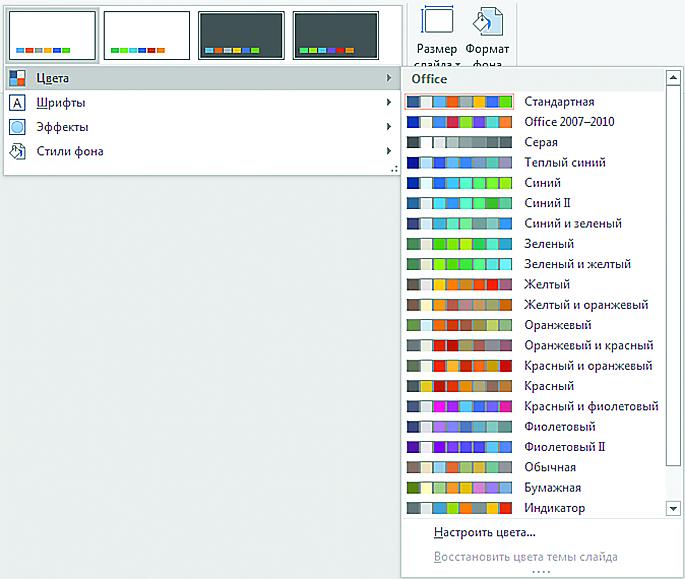 Размер
слайда
Формат
фона
Цвета
A Шрифты
Эффекты
Стили фона
Office
Стандартная
Office 2007–2010
Серая
Теплый синий
Синий
Синий II
Синий и зеленый
Зеленый
Зеленый и желтый
Желтый
Желтый и оранжевый
Оранжевый
Оранжевый и красный
Красный и оранжевый
Красный
Красный и фиолетовый
Фиолетовый
Фиолетовый II
Обычная
Бумажная
Индикатор
Настроить цвета...
Восстановить цвета темы слайда